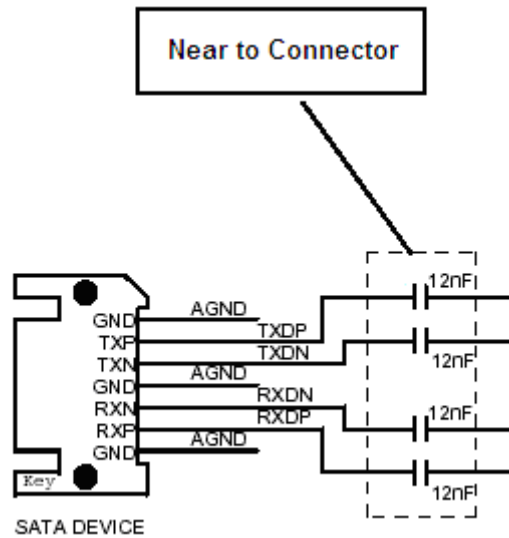 Near to Connector
12nF
GND AGND
TXP TXDP
TXN TXDN
12nF
GND AGND
RXN RXDN
12nF
RXP RXDP
GND AGND
Key
12nF
SATA DEVICE